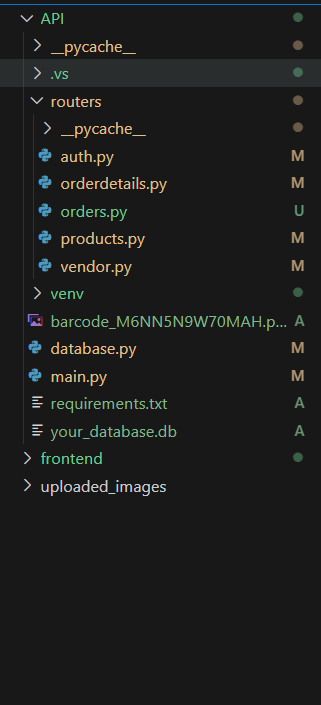 API
__pycache__
.vs
routers
__pycache__
auth.py M
orderdetails.py M
orders.py U
products.py M
vendor.py M
venv
barcode_M6NN5N9W70MAH.p... A
database.py M
main.py M
requirements.txt A
your_database.db A
frontend
uploaded_images